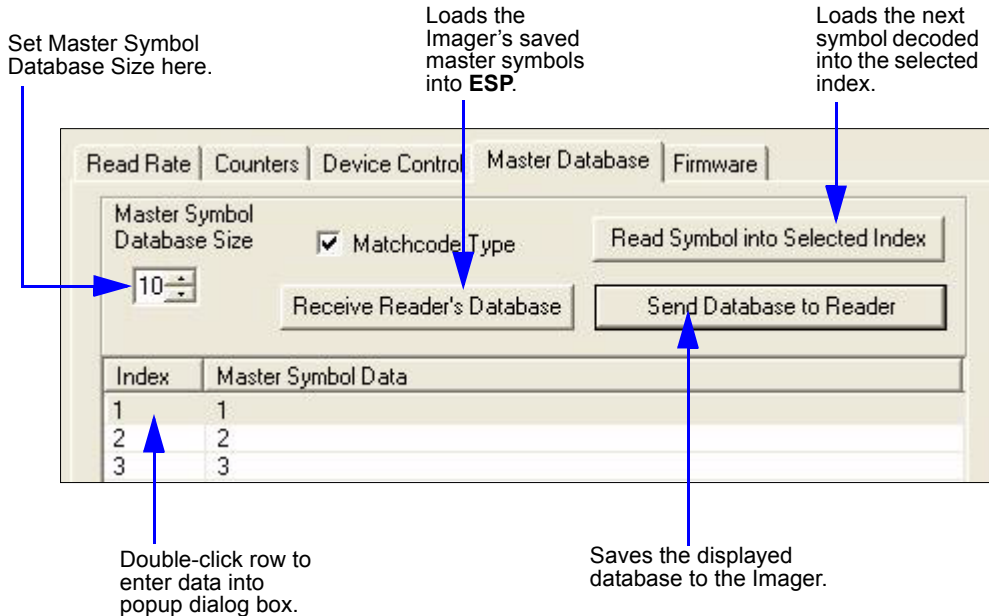 Set Master Symbol
Database Size here.
Loads the
Imager's saved
master symbols
into ESP.
Loads the next
symbol decoded
into the selected
index.
Read Rate Counters Device Control Master Database Firmware
Master Symbol
Database Size
Matchcode Type
Read Symbol into Selected Index
10
Receive Reader's Database
Send Database to Reader
Index Master Symbol Data
1 1
2 2
3 3
Double-click row to
enter data into
popup dialog box.
Saves the displayed
database to the Imager.